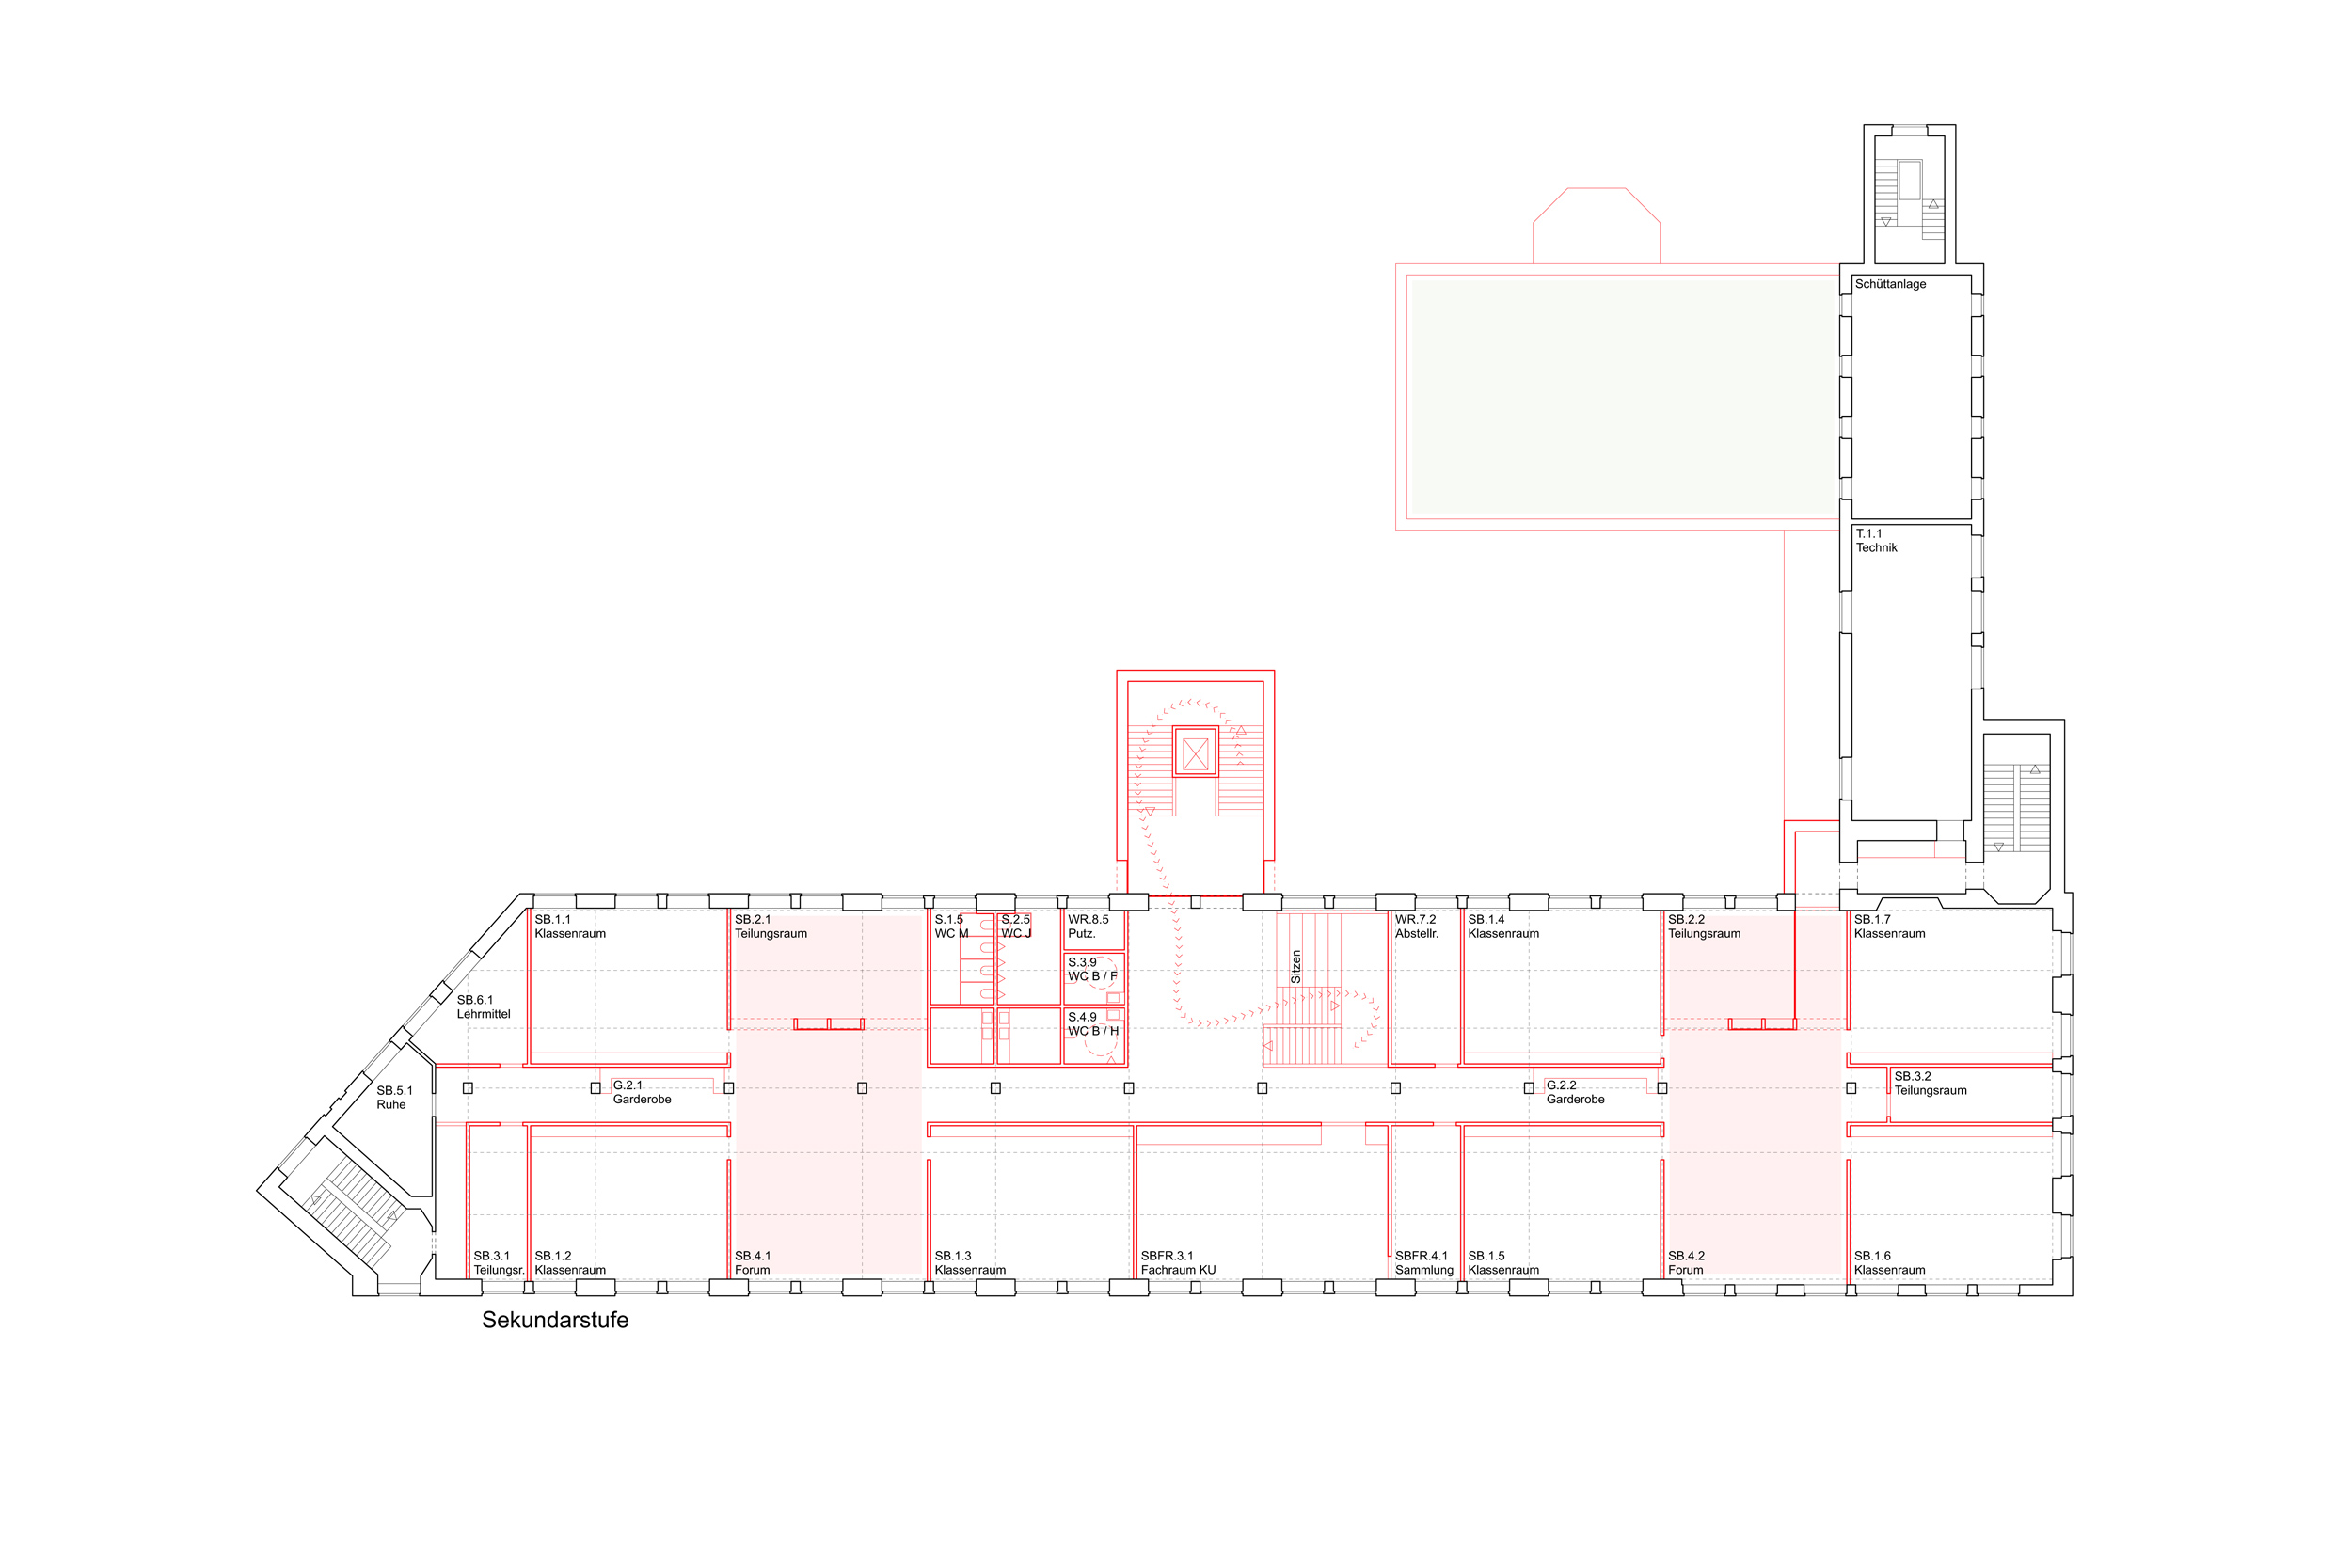 Schüttanlage
T.1.1
Technik
SB.1.1
Klassenraum
SB.2.1
Teilungsraum
S.1.5
WC M
S.2.5
WC J
WR.8.5
Putz.
S.3.9
WC B / F
S.4.9
WC B / H
Sitzen
WR.7.2
Abstellr.
SB.1.4
Klassenraum
SB.2.2
Teilungsraum
SB.1.7
Klassenraum
SB.6.1
Lehrmittel
SB.5.1
Ruhe
G.2.1
Garderobe
G.2.2
Garderobe
SB.3.2
Teilungsraum
SB.3.1
Teilungsr.
SB.1.2
Klassenraum
SB.4.1
Forum
SB.1.3
Klassenraum
SBFR.3.1
Fachraum KU
SBFR.4.1
Sammlung
SB.1.5
Klassenraum
SB.4.2
Forum
SB.1.6
Klassenraum
Sekundarstufe